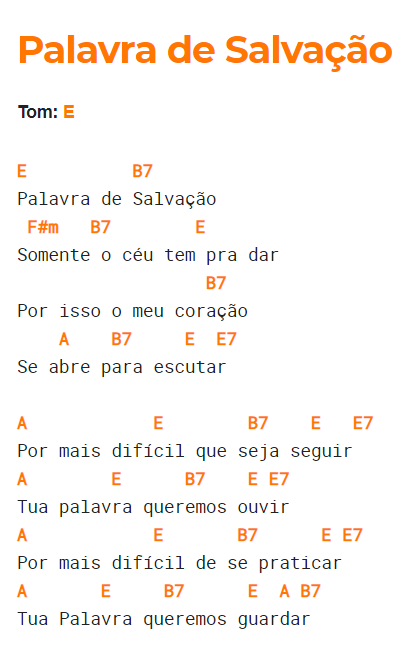 Palavra de Salvação
Tom: E
E          B7
Palavra de Salvação
 F#m   B7        E
Somente o céu tem pra dar
                  B7
Por isso o meu coração
    A    B7     E  E7
Se abre para escutar
A            E        B7    E   E7
Por mais difícil que seja seguir
A        E      B7    E E7
Tua palavra queremos ouvir
A            E       B7      E E7
Por mais difícil de se praticar
A       E     B7      E  A B7
Tua Palavra queremos guardar